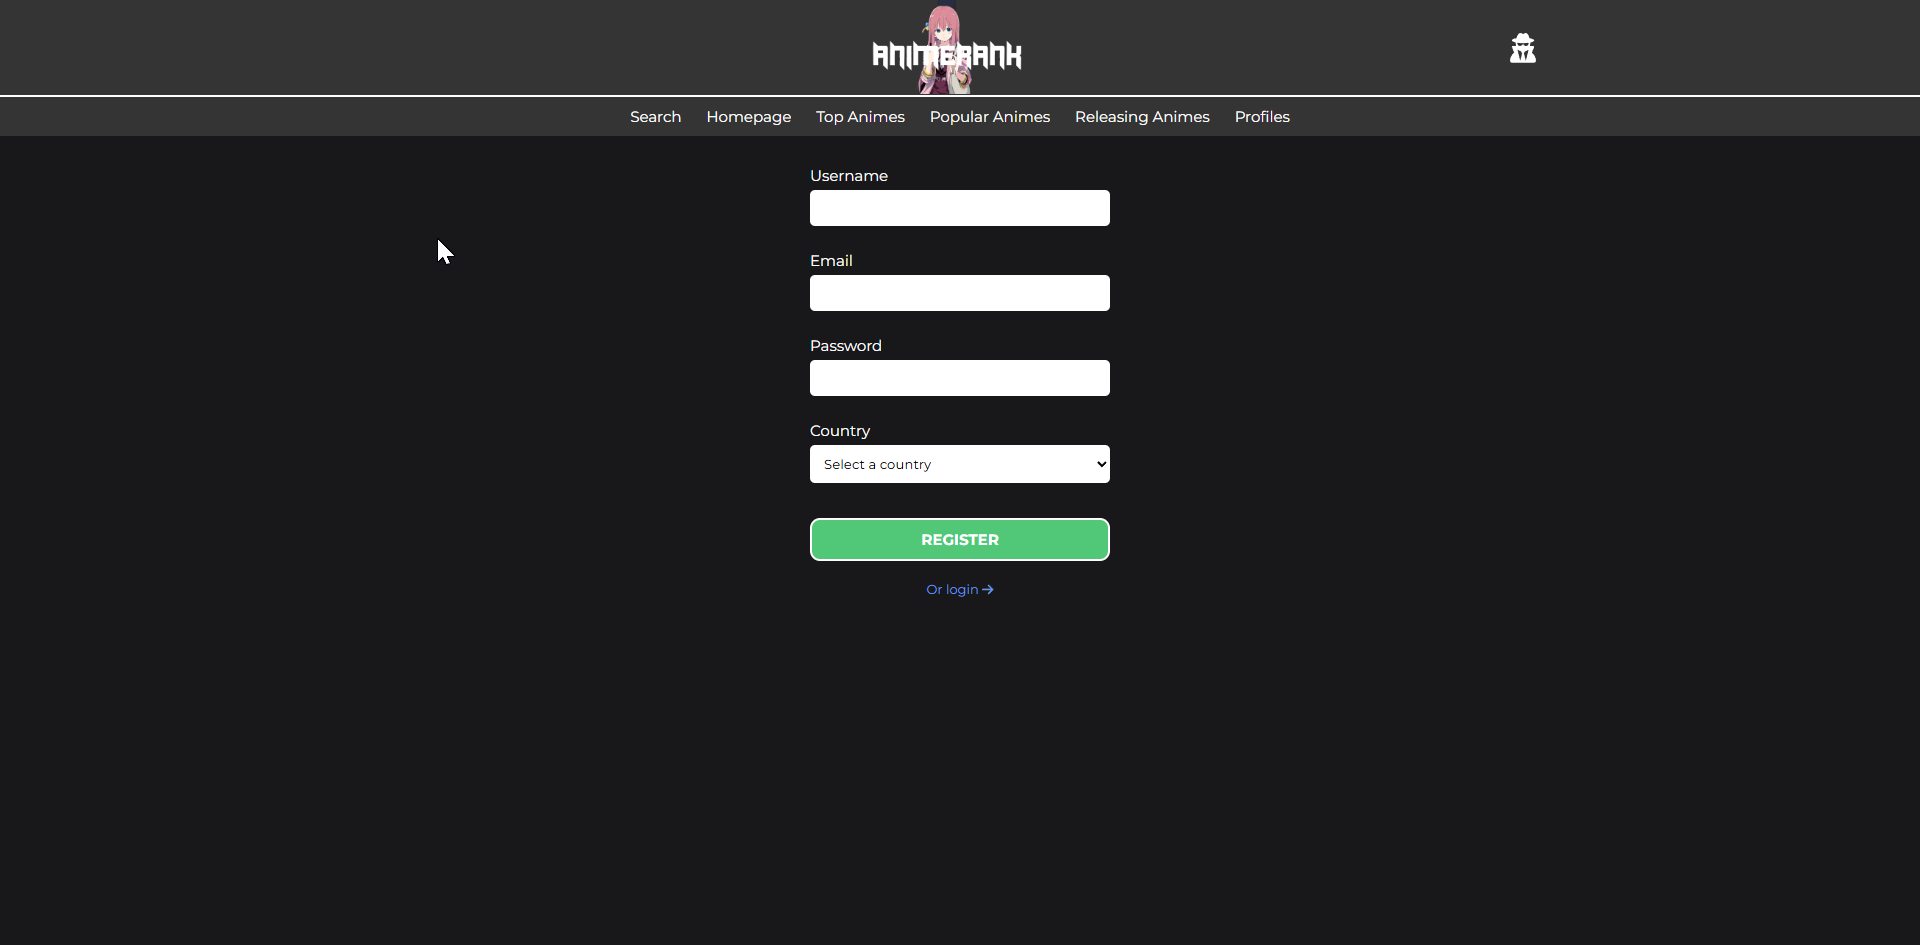 ANIMERANK
Search Homepage Top Animes Popular Animes Releasing Animes Profiles
Username
Email
Password
Country
Select a country
REGISTER
Or login